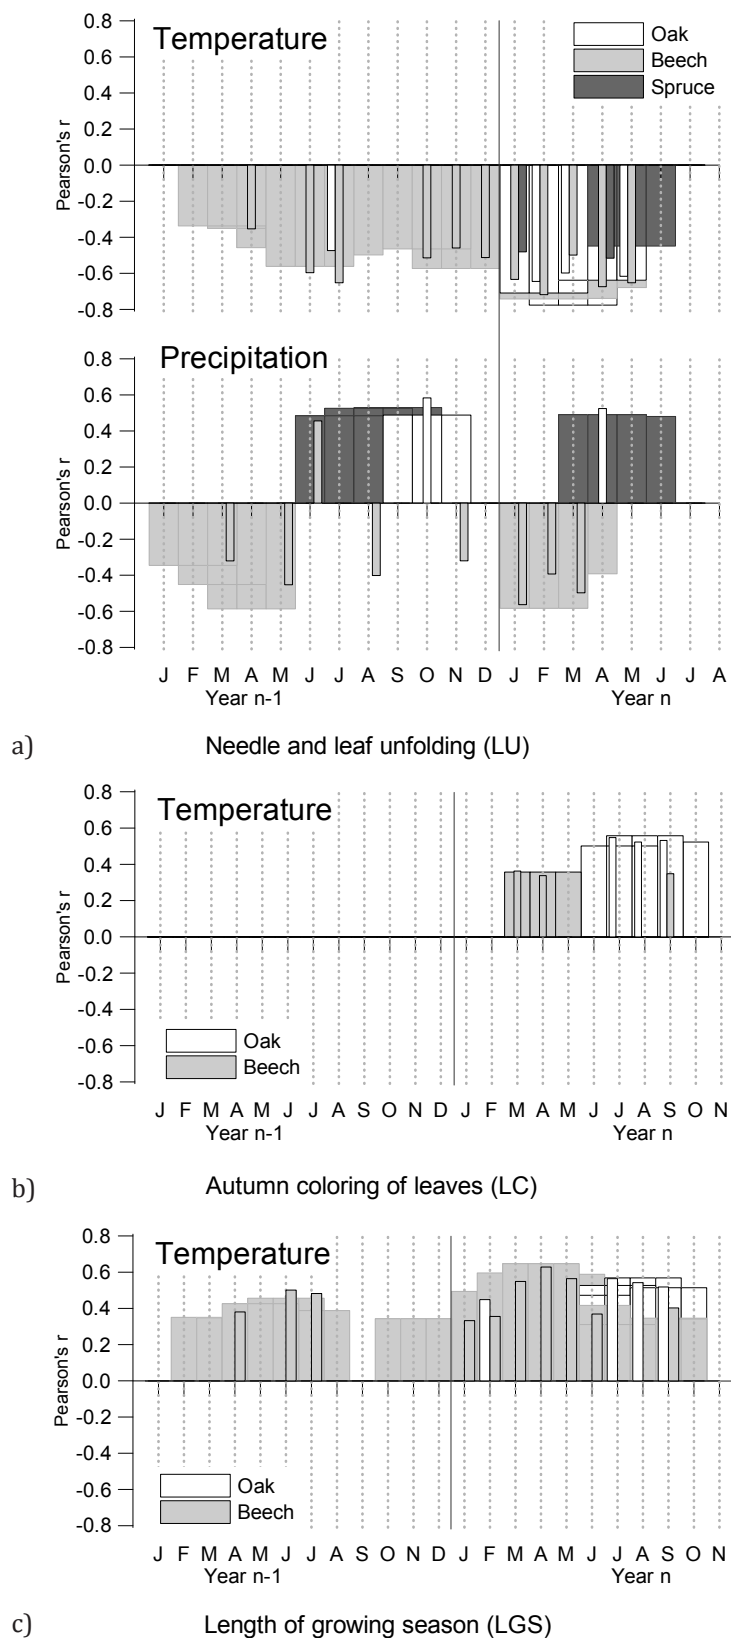 Temperature
Oak
Beech
Spruce
Pearson's r
0.8
0.6
0.4
0.2
0.0
-0.2
-0.4
-0.6
-0.8
Precipitation
Pearson's r
0.8
0.6
0.4
0.2
0.0
-0.2
-0.4
-0.6
-0.8
J F M A M J J A S O N D J F M A M J J A
Year n-1 Year n
a) Needle and leaf unfolding (LU)
Temperature
Pearson's r
0.8
0.6
0.4
0.2
0.0
-0.2
-0.4
-0.6
-0.8
Oak
Beech
J F M A M J J A S O N D J F M A M J J A S O N
Year n-1 Year n
b) Autumn coloring of leaves (LC)
Temperature
Pearson's r
0.8
0.6
0.4
0.2
0.0
-0.2
-0.4
-0.6
-0.8
Oak
Beech
J F M A M J J A S O N D J F M A M J J A S O N
Year n-1 Year n
c) Length of growing season (LGS)